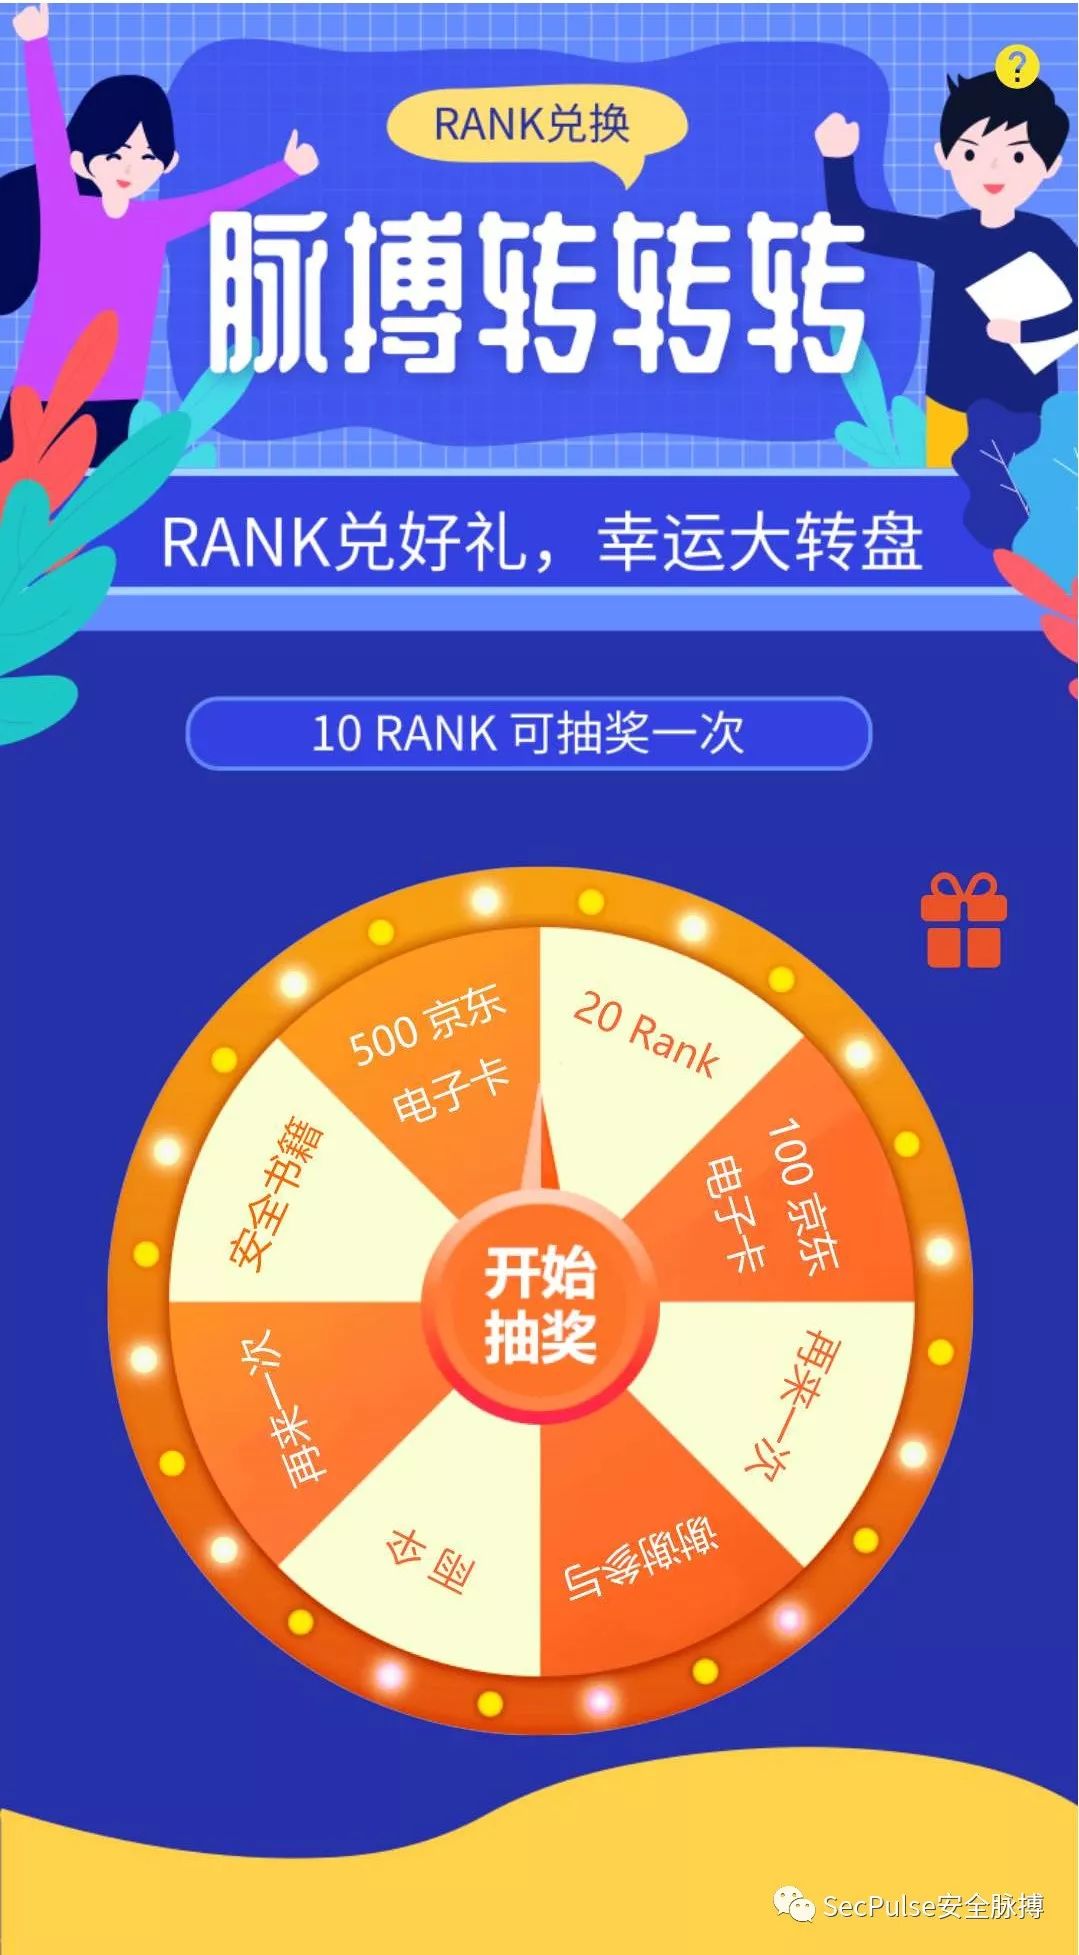 ?
RANK兑换
脉搏转转转
RANK兑好礼，幸运大转盘
10 RANK 可抽奖一次
500 京东
电子卡
20 Rank
100 京东
电子卡
再来一次
谢谢参与
雨伞
再来一次
安全书籍
开始
抽奖
SecPulse安全脉搏